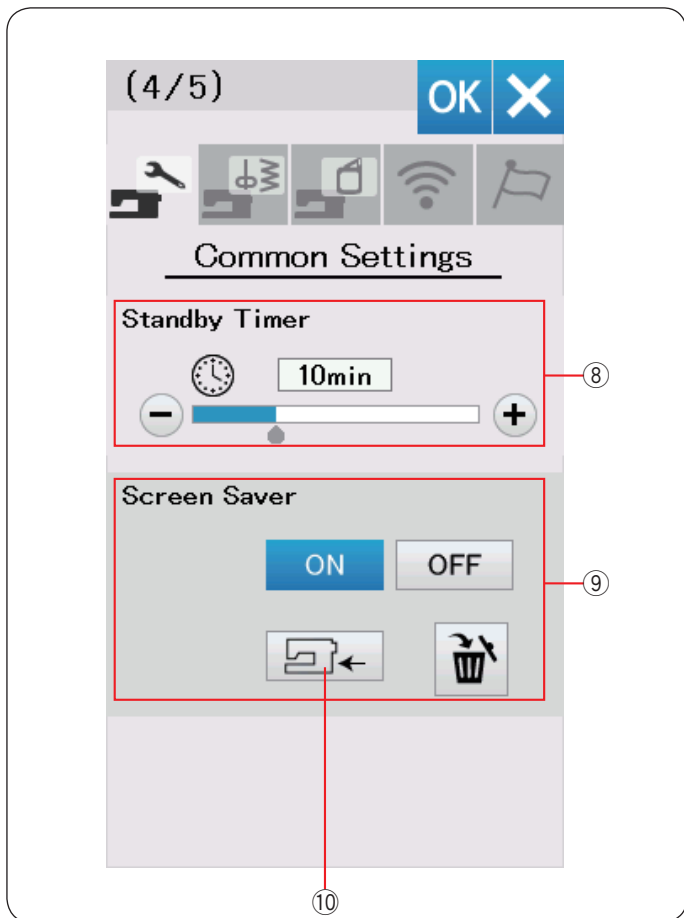 (4/5) OK
Common Settings
Standby Timer
10min
⑧
Screen Saver
ON OFF
⑨
⑩